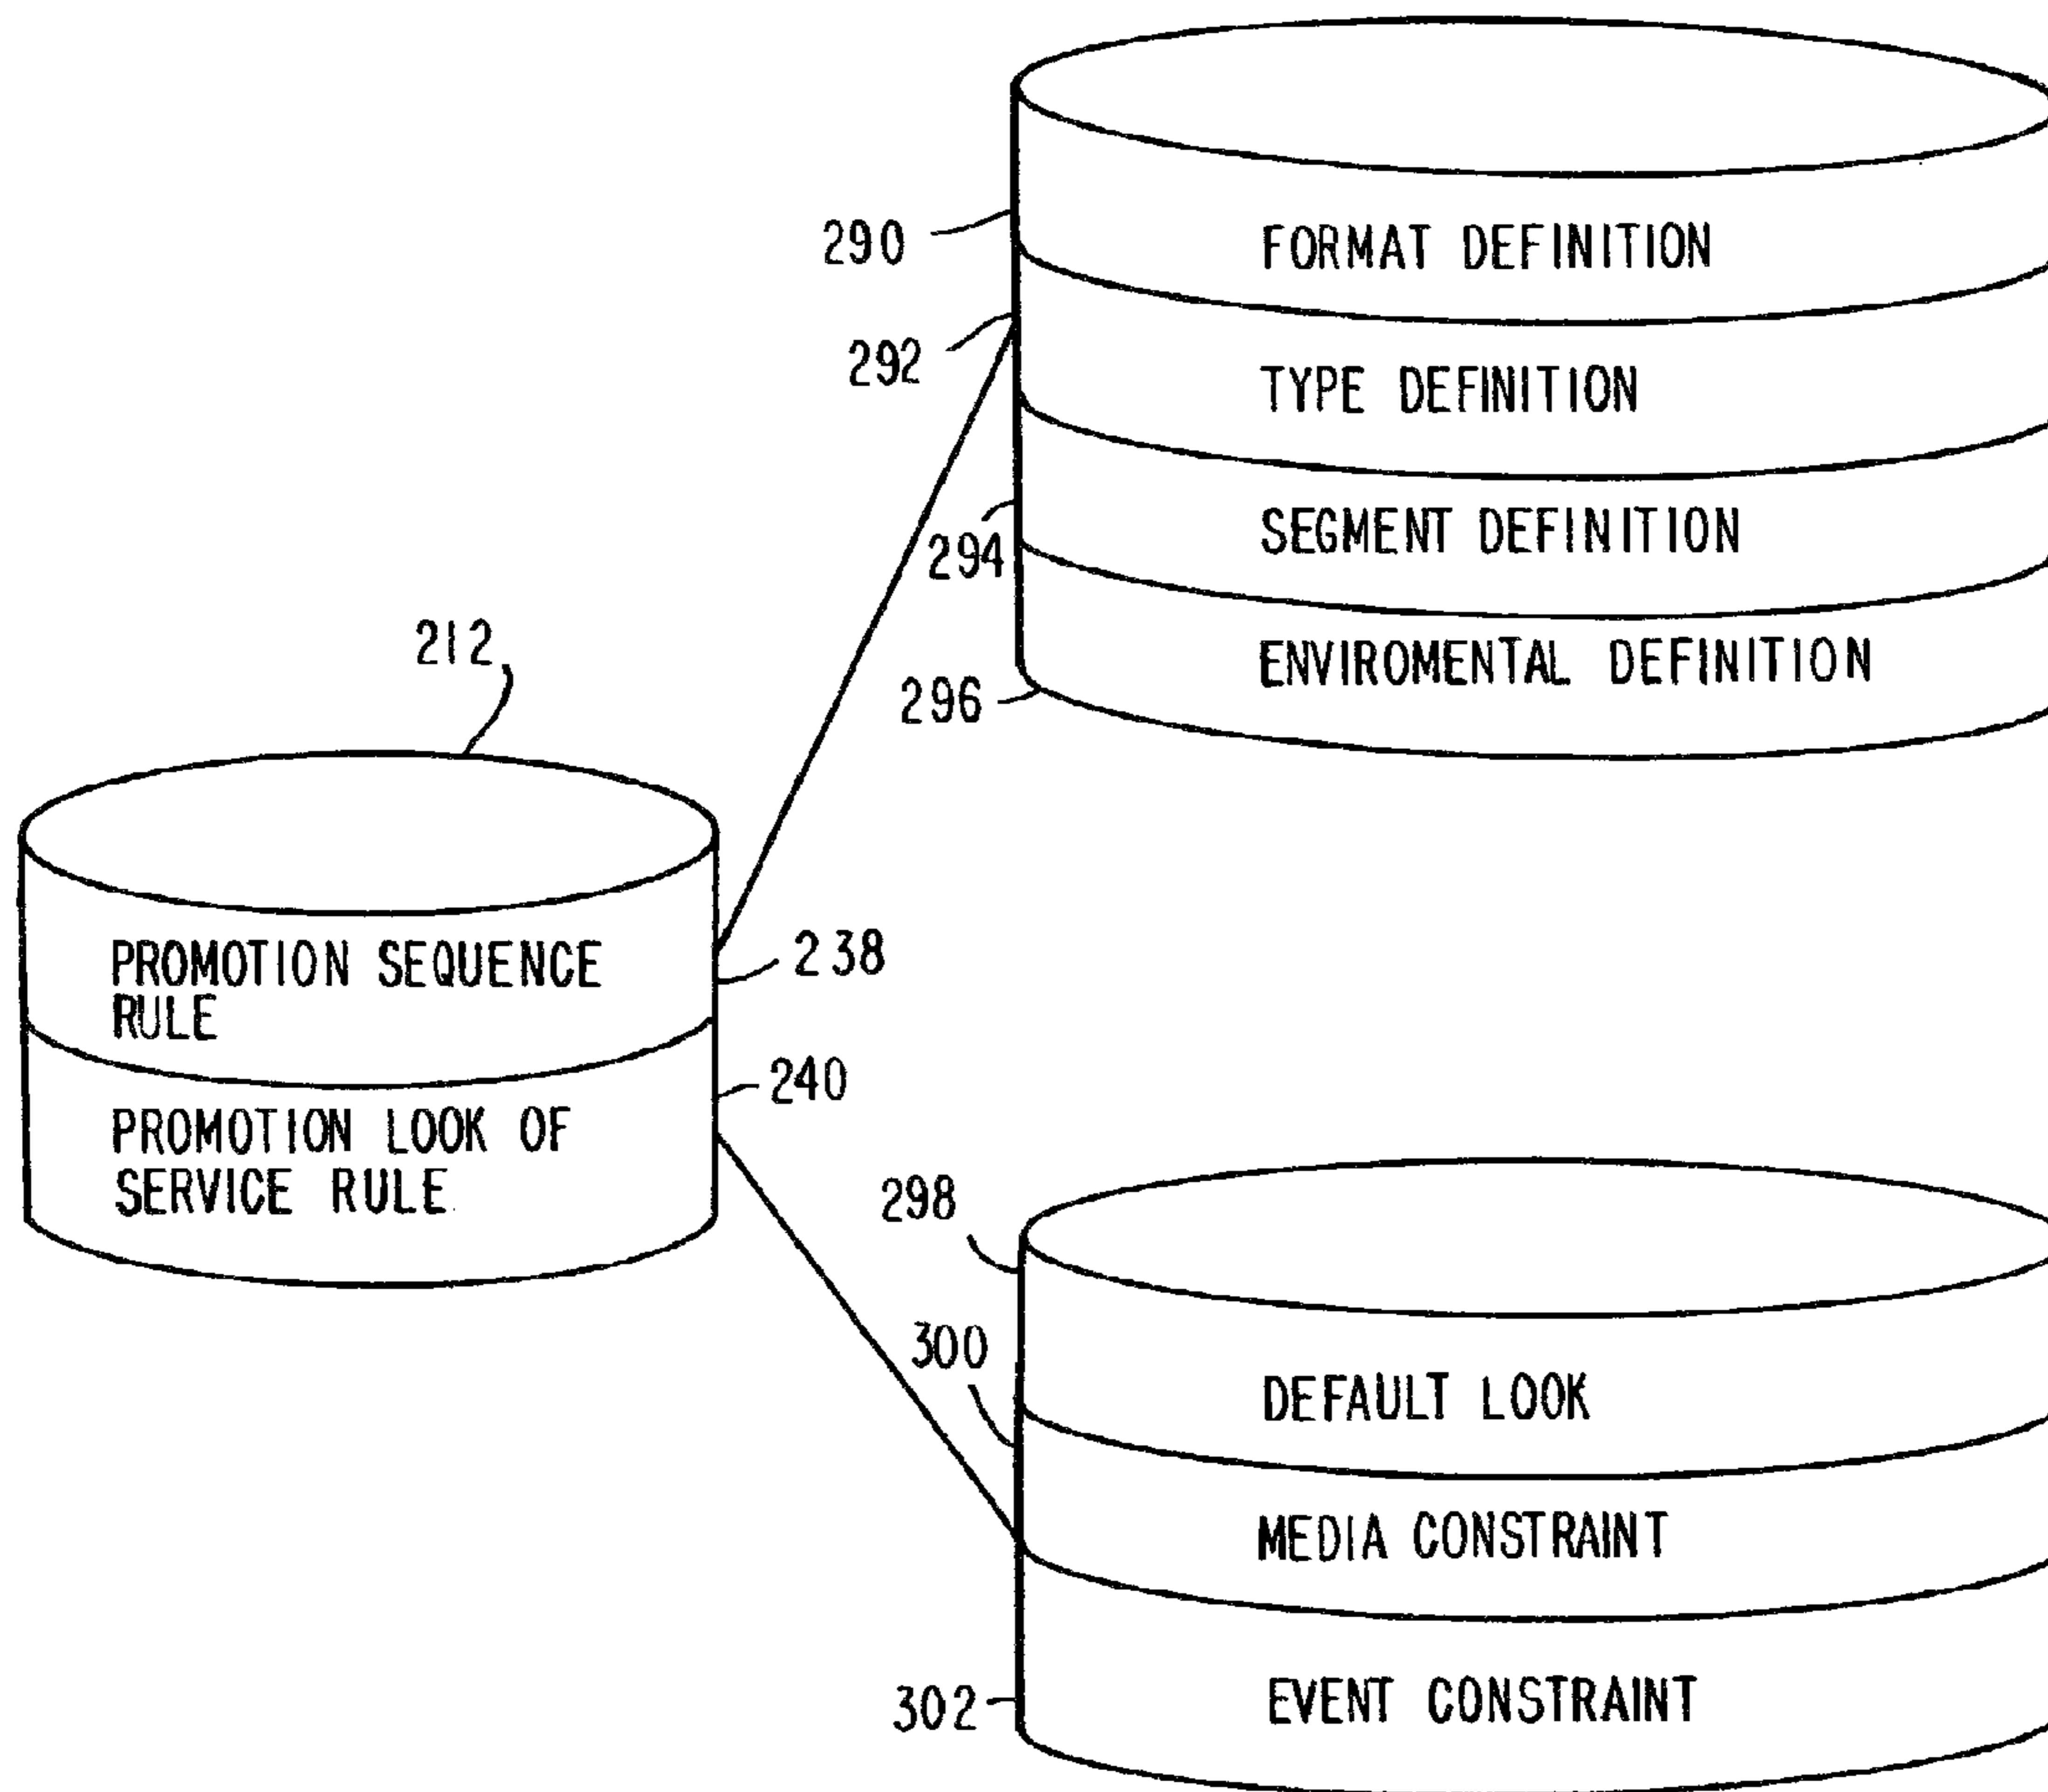 290
FORMAT DEFINITION
292
TYPE DEFINITION
294
SEGMENT DEFINITION
296
ENVIROMENTAL DEFINITION
212
PROMOTION SEQUENCE
RULE
238
240
PROMOTION LOOK OF
SERVICE RULE
298
300
DEFAULT LOOK
MEDIA CONSTRAINT
302
EVENT CONSTRAINT